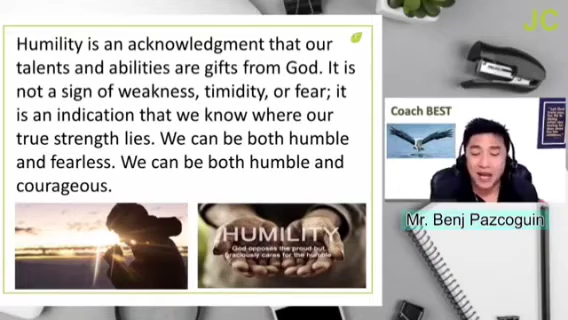 JC
Humility is an acknowledgment that our
talents and abilities are gifts from God. It is
not a sign of weakness, timidity, or fear; it
is an indication that we know where our
true strength lies. We can be both humble
and fearless. We can be both humble and
courageous.
HUMILITY
God opposes the proud but
graciously cares for the humble
Coach BEST
Mr. Benj Pazcoguin